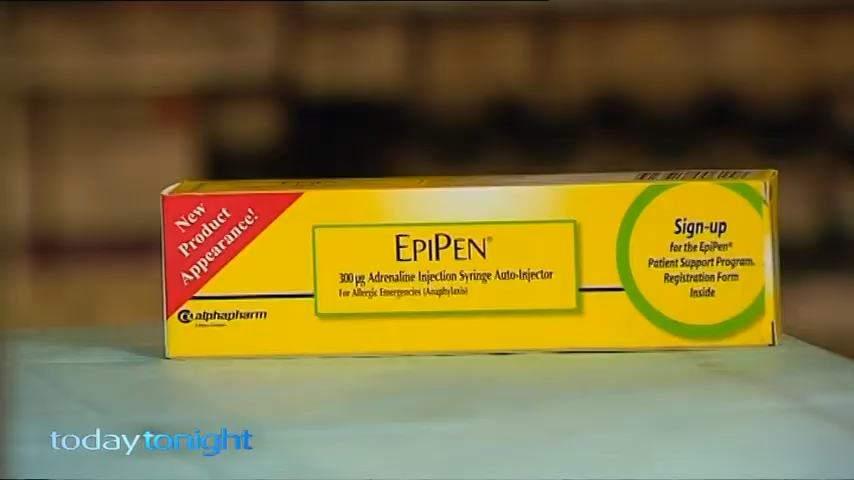 New
Product
Appearance!
EPIPEN®
300 µg Adrenaline Injection Syringe Auto-Injector
For Allergic Emergencies (Anaphylaxis)
alphapharm
Sign-up
for the EpiPen®
Patient Support Program.
Registration Form
Inside
todaytonight